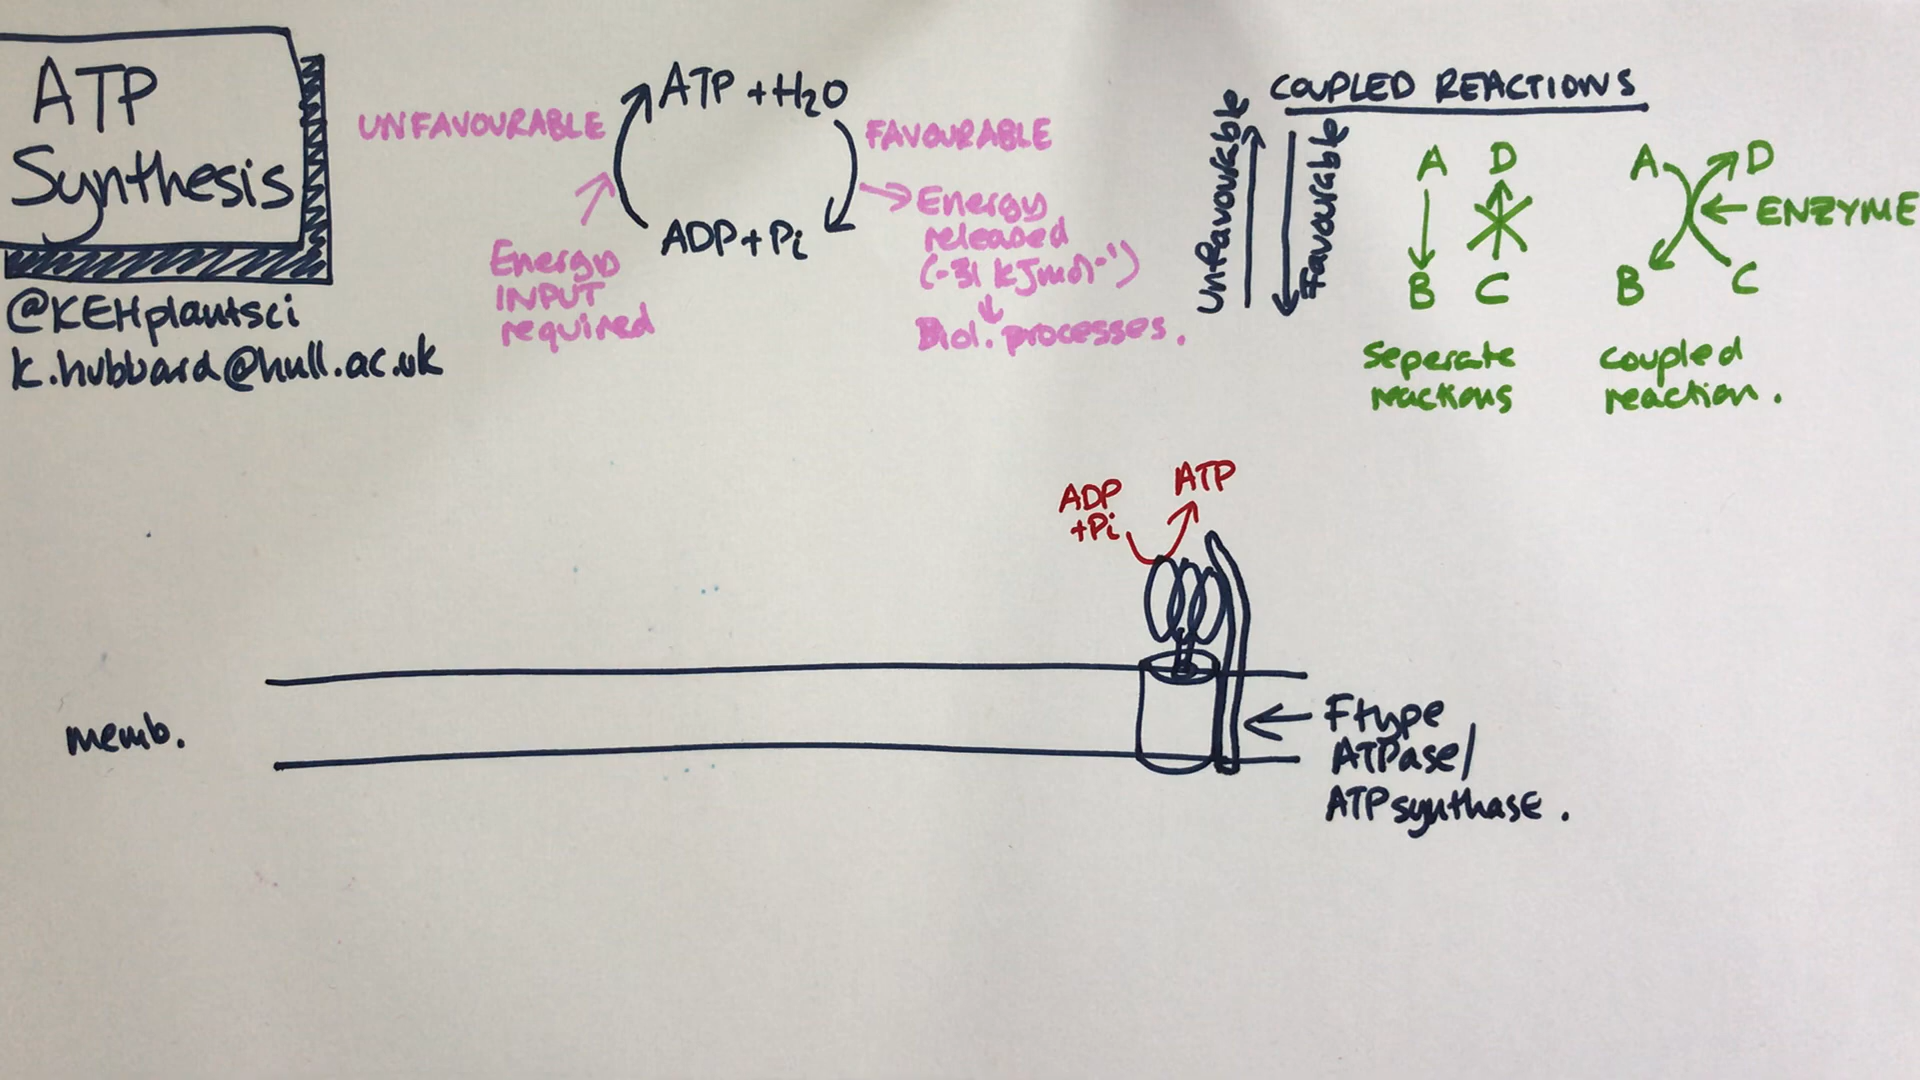 ATP
Synthesis
@KEHplantsci
k.hubbard@hull.ac.uk
UNFAVOURABLE
ATP + H2O
FAVOURABLE
ADP + Pi
Energy
INPUT
required
Energy
released
(-31 kJmol-1)
Biol. processes.
COUPLED REACTIONS
Unfavourable
Favourable
A D
B C
Seperate
reactions
A D
ENZYME
B C
coupled
reaction.
ADP
+Pi
ATP
memb.
Ftype
ATPase/
ATPsynthase.